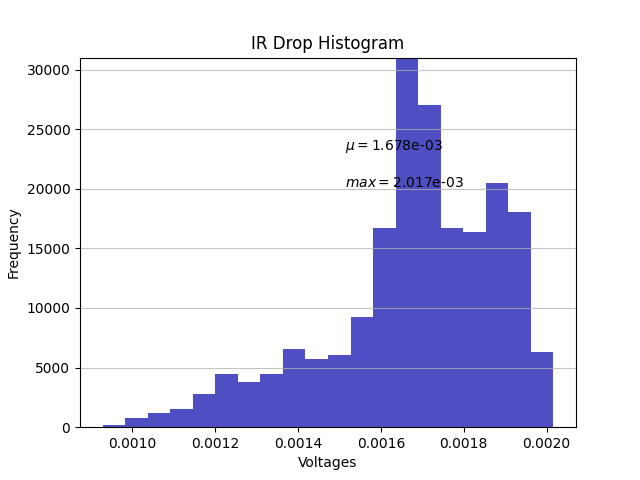 IR Drop Histogram
30000
25000
20000
15000
10000
5000
0
Frequency
μ = 1.678e-03
max = 2.017e-03
0.0010 0.0012 0.0014 0.0016 0.0018 0.0020
Voltages